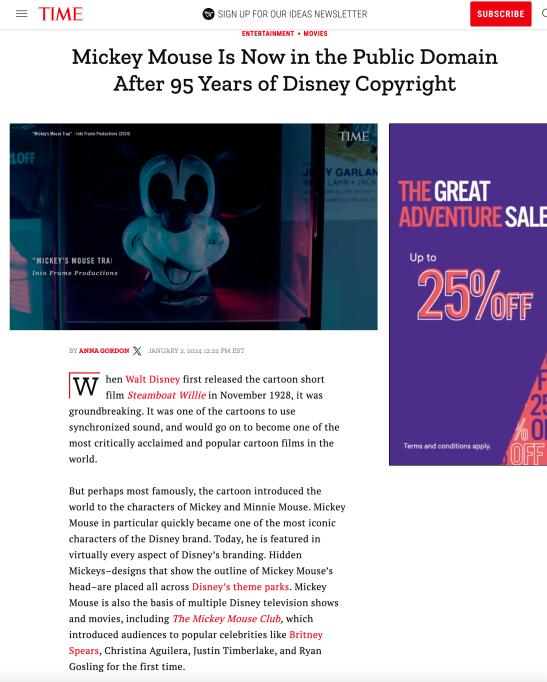 TIME
SIGN UP FOR OUR IDEAS NEWSLETTER
SUBSCRIBE
ENTERTAINMENT • MOVIES
Mickey Mouse Is Now in the Public Domain
After 95 Years of Disney Copyright
"Mickey's Mouse Trap" - Into Frame Productions (2024)
TIME
"MICKEY'S MOUSE TRA
Into Frame Productions
THE GREAT
ADVENTURE SALE
Up to
25% OFF
Terms and conditions apply.
BY ANNA GORDON X JANUARY 2, 2024 12:22 PM EST
When Walt Disney first released the cartoon short
film Steamboat Willie in November 1928, it was
groundbreaking. It was one of the cartoons to use
synchronized sound, and would go on to become one of the
most critically acclaimed and popular cartoon films in the
world.
But perhaps most famously, the cartoon introduced the
world to the characters of Mickey and Minnie Mouse. Mickey
Mouse in particular quickly became one of the most iconic
characters of the Disney brand. Today, he is featured in
virtually every aspect of Disney's branding. Hidden
Mickeys–designs that show the outline of Mickey Mouse's
head–are placed all across Disney's theme parks. Mickey
Mouse is also the basis of multiple Disney television shows
and movies, including The Mickey Mouse Club, which
introduced audiences to popular celebrities like Britney
Spears, Christina Aguilera, Justin Timberlake, and Ryan
Gosling for the first time.